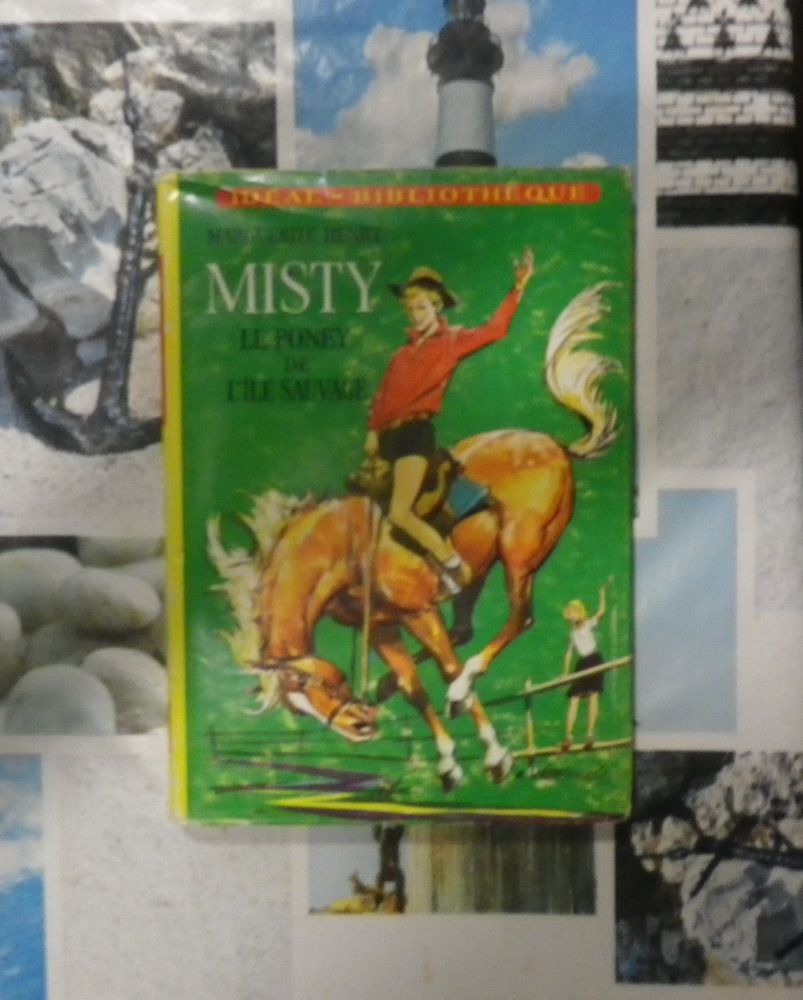 IDÉAL-BIBLIOTHÈQUE
MARGUERITE HENRY
MISTY
LE PONEY
DE
L'ILE SAUVAGE